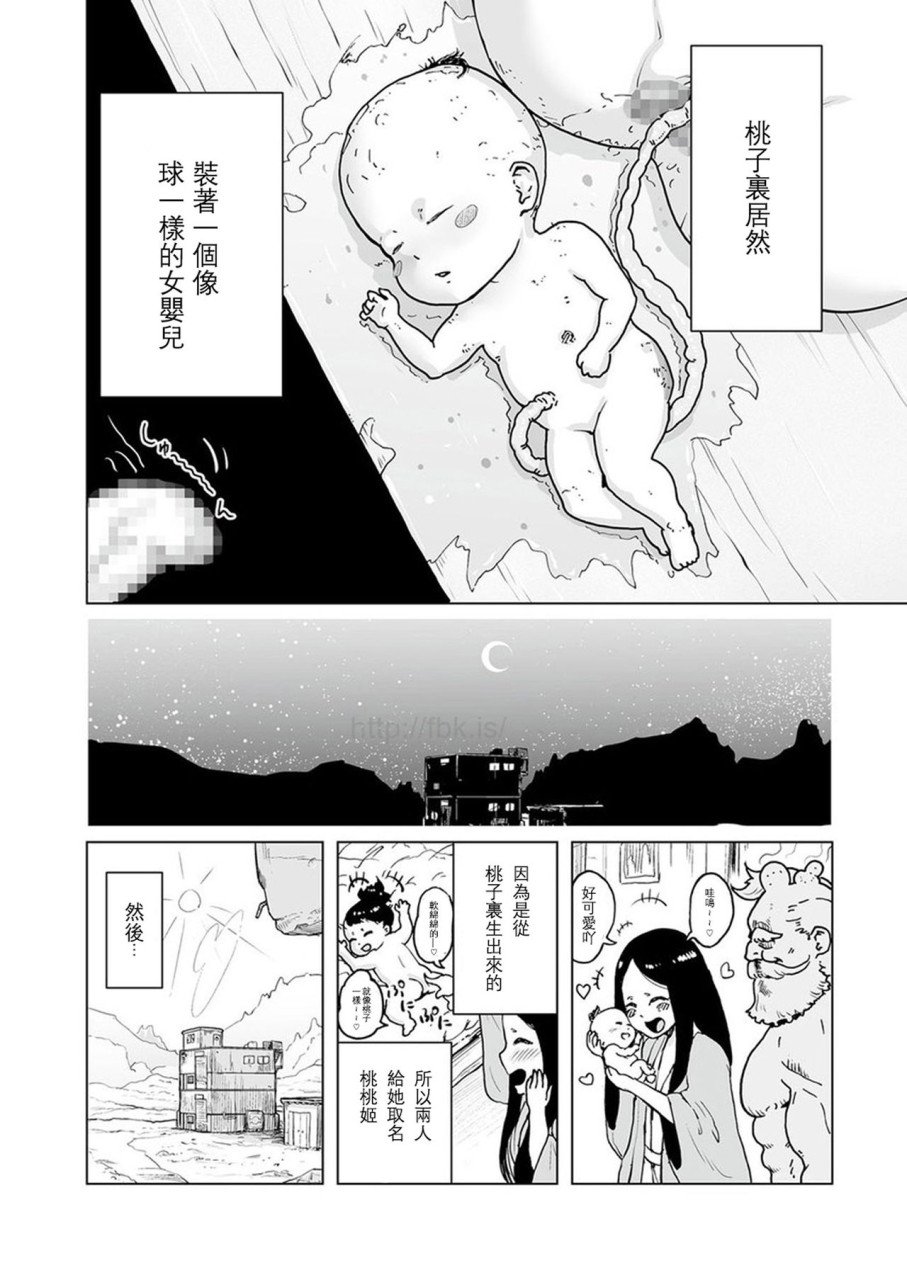 桃子裏居然
裝著一個像
球一樣的女嬰兒
しゅ〜〜〜ん
http://fbk.is/
哇嗚~~♡
好可愛吖
因為是從
桃子裏生出來的
軟綿綿的—♡
就像桃子
一樣~~♡
ぷに
ぷに
所以兩人
給她取名
桃桃姬
然後…